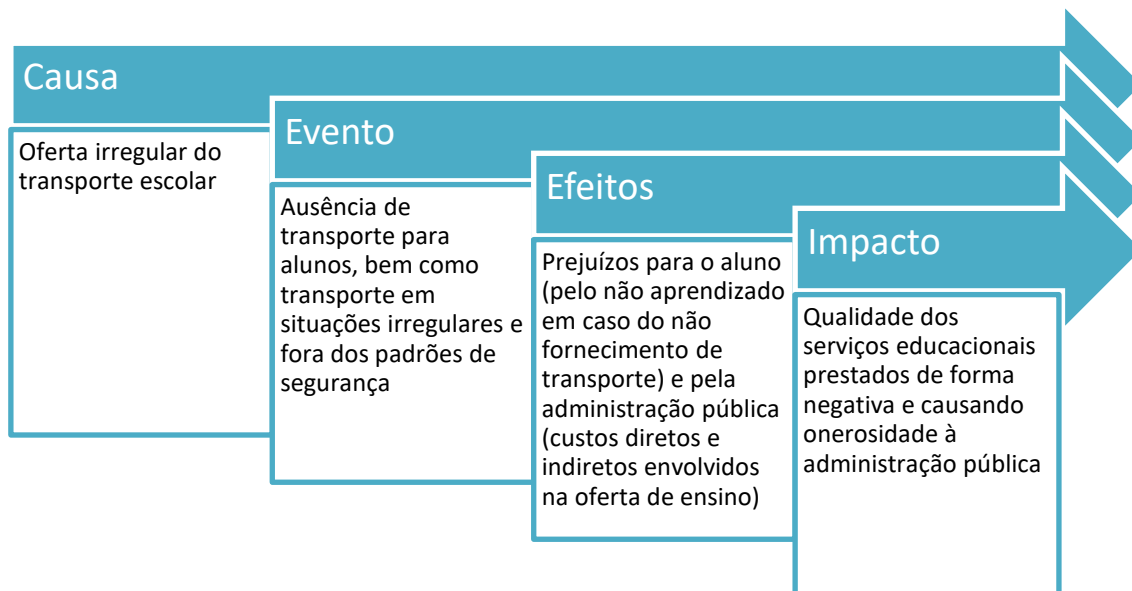 Causa
Oferta irregular do
transporte escolar
Evento
Ausência de
transporte para
alunos, bem como
transporte em
situações irregulares e
fora dos padrões de
segurança
Efeitos
Prejuízos para o aluno
(pelo não aprendizado
em caso do não
fornecimento de
transporte) e pela
administração pública
(custos diretos e
indiretos envolvidos
na oferta de ensino)
Impacto
Qualidade dos
serviços educacionais
prestados de forma
negativa e causando
onerosidade à
administração pública